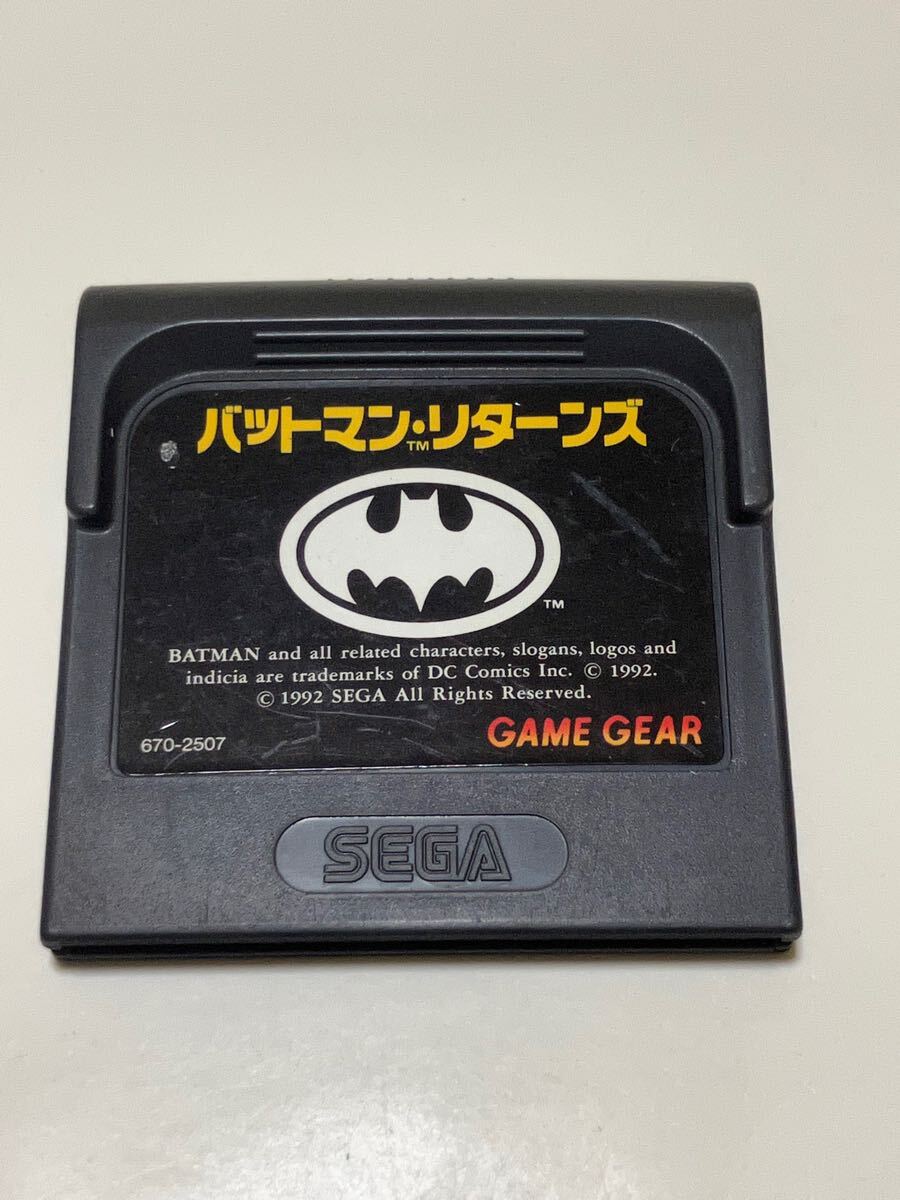 バットマン・リターンズ
TM
TM
BATMAN and all related characters, slogans, logos and
indicia are trademarks of DC Comics Inc. © 1992.
© 1992 SEGA All Rights Reserved.
670-2507 GAME GEAR
SEGA